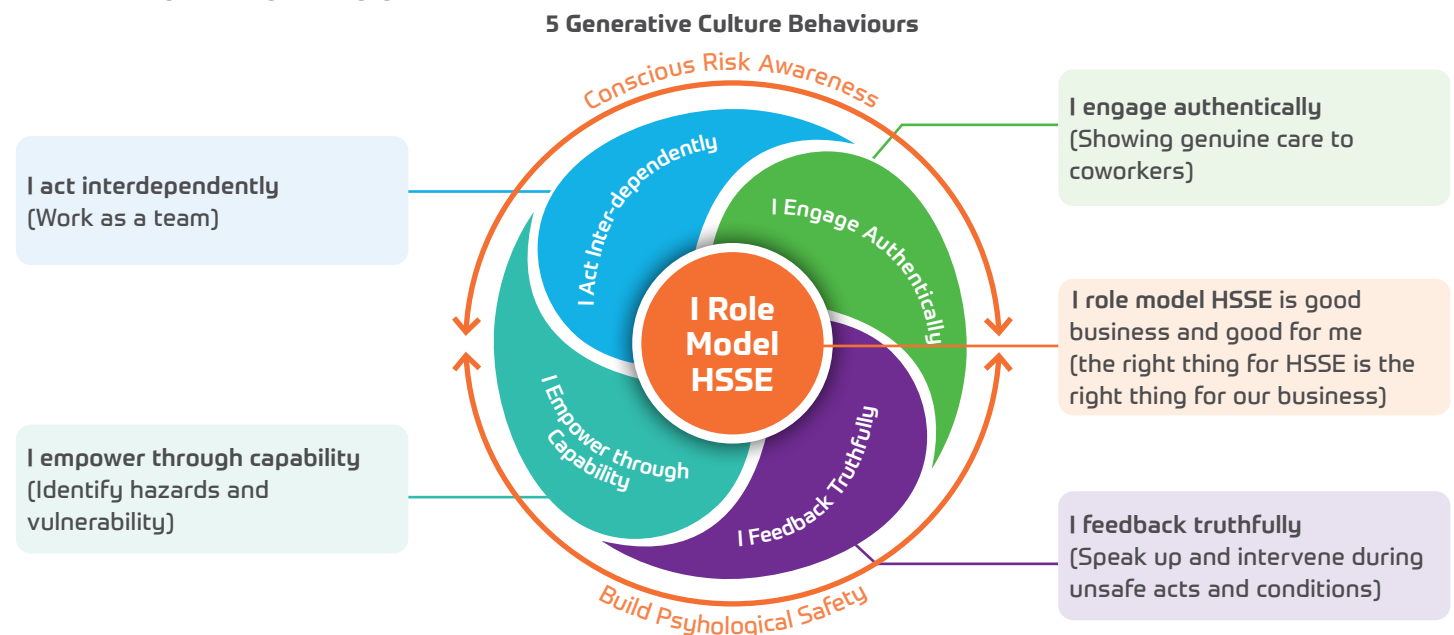 5 Generative Culture Behaviours
Conscious Risk Awareness
I act interdependently
(Work as a team)
I engage authentically
(Showing genuine care to
coworkers)
I Act Inter-dependently
I Engage Authentically
I Role
Model
HSSE
I role model HSSE is good
business and good for me
(the right thing for HSSE is the
right thing for our business)
I Empower through
Capability
I Feedback Truthfully
I empower through capability
(Identify hazards and
vulnerability)
I feedback truthfully
(Speak up and intervene during
unsafe acts and conditions)
Build Psyhological Safety